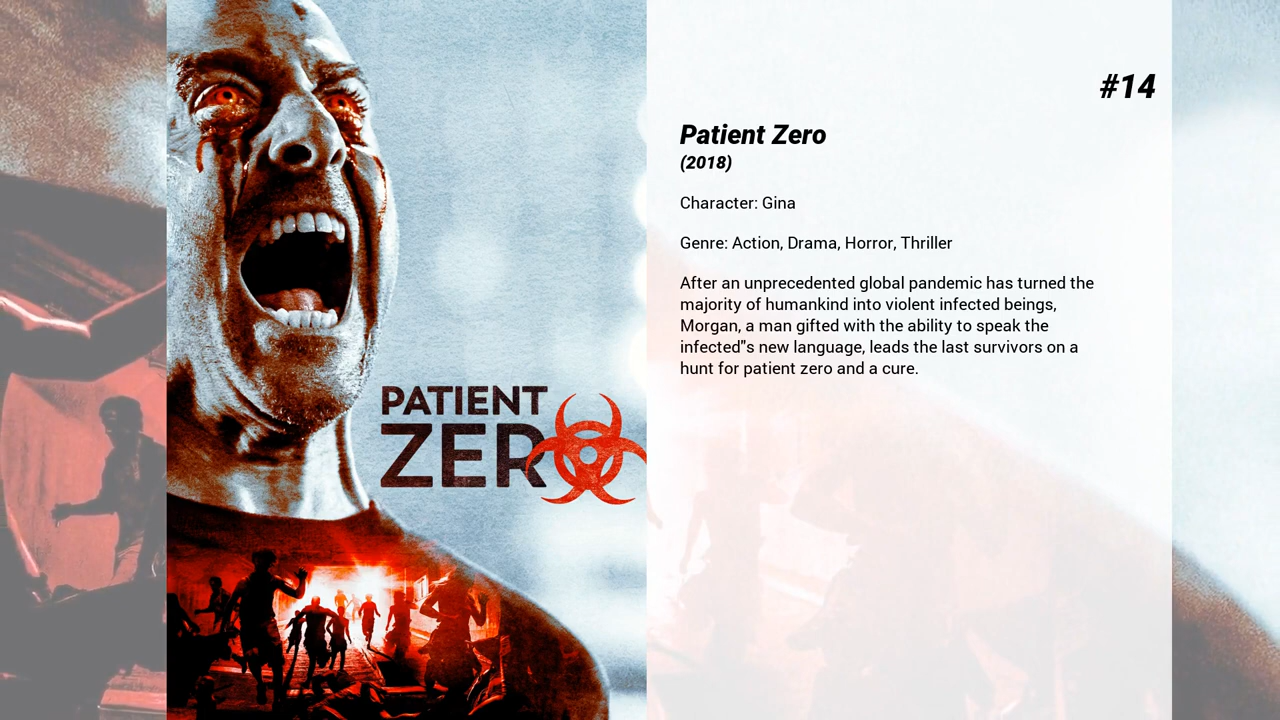 PATIENT
ZERO
#14
Patient Zero
(2018)
Character: Gina
Genre: Action, Drama, Horror, Thriller
After an unprecedented global pandemic has turned the
majority of humankind into violent infected beings,
Morgan, a man gifted with the ability to speak the
infected"s new language, leads the last survivors on a
hunt for patient zero and a cure.